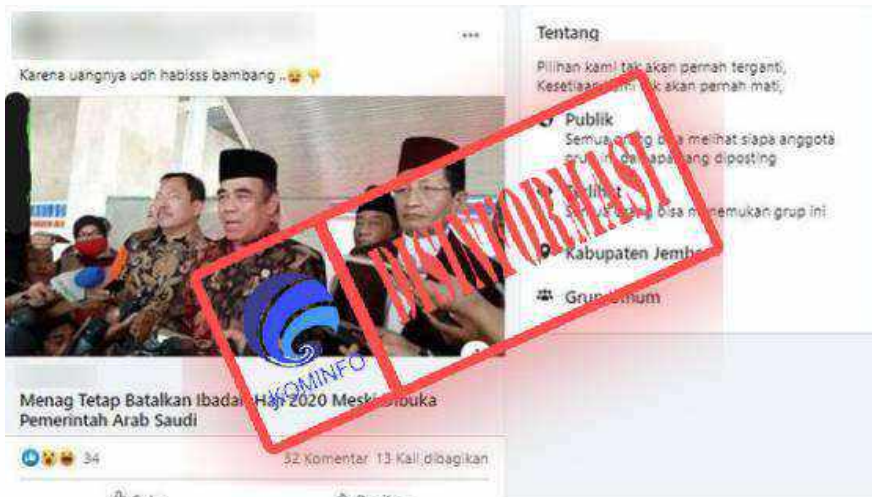 Karena uangnya udh habisss bambang ..
Menag Tetap Batalkan Ibadah Haji 2020 Meski Dibuka
Pemerintah Arab Saudi
34
52 Komentar 13 Kali dibagikan
Tentang
Pilihan kami tak akan pernah terganti,
Kesetiaan kami tak akan pernah mati,
Publik
Semua orang bisa melihat siapa anggota
grup ini dan apa yang diposting
Terlihat
Semua orang bisa menemukan grup ini
Kabupaten Jember
Grup Umum
KOMINFO
DISINFORMASI